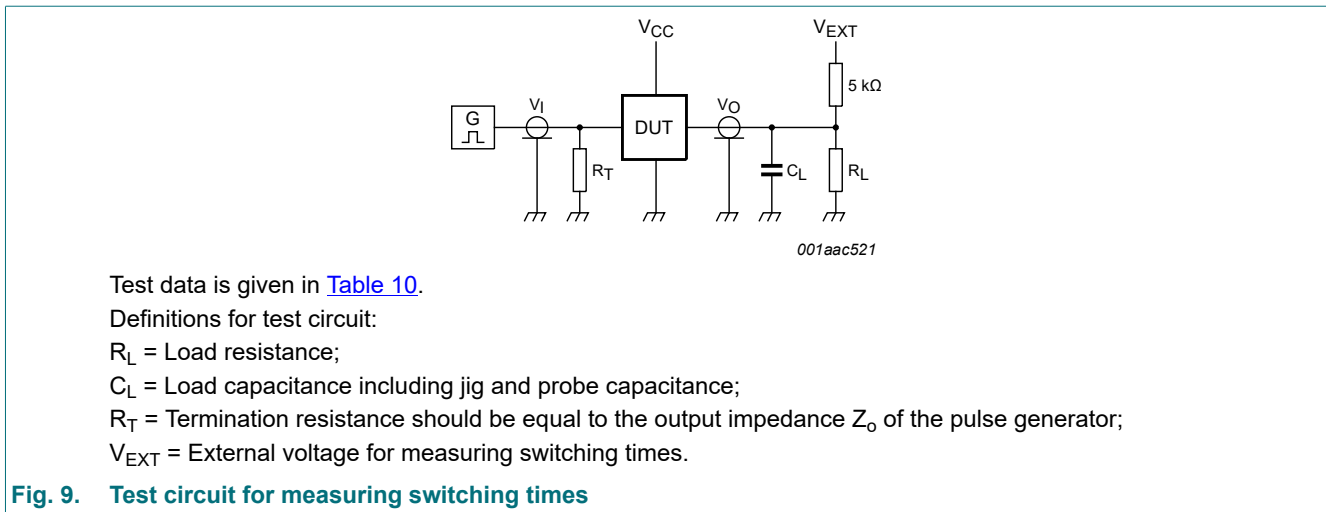 VCC
VEXT
5 kΩ
G
VI
DUT
VO
RT
CL
RL
001aac521
Test data is given in Table 10.
Definitions for test circuit:
RL = Load resistance;
CL = Load capacitance including jig and probe capacitance;
RT = Termination resistance should be equal to the output impedance Zo of the pulse generator;
VEXT = External voltage for measuring switching times.
Fig. 9. Test circuit for measuring switching times